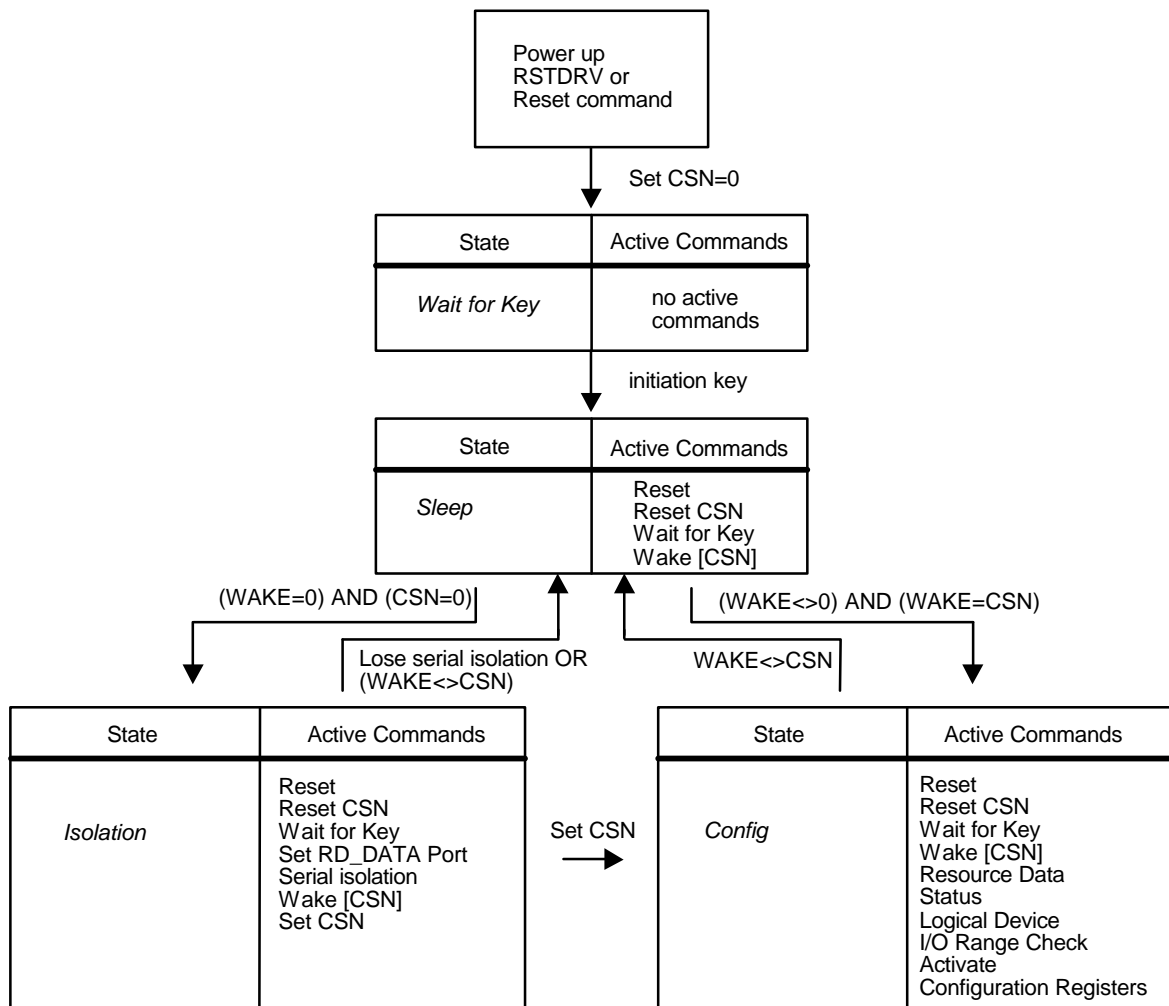 Power up
RSTDRV or
Reset command
Set CSN=0
State
Active Commands
Wait for Key
no active
commands
initiation key
State
Active Commands
Sleep
Reset
Reset CSN
Wait for Key
Wake [CSN]
(WAKE=0) AND (CSN=0)
(WAKE<>0) AND (WAKE=CSN)
Lose serial isolation OR
(WAKE<>CSN)
WAKE<>CSN
State
Active Commands
Isolation
Reset
Reset CSN
Wait for Key
Set RD_DATA Port
Serial isolation
Wake [CSN]
Set CSN
Set CSN
State
Active Commands
Config
Reset
Reset CSN
Wait for Key
Wake [CSN]
Resource Data
Status
Logical Device
I/O Range Check
Activate
Configuration Registers